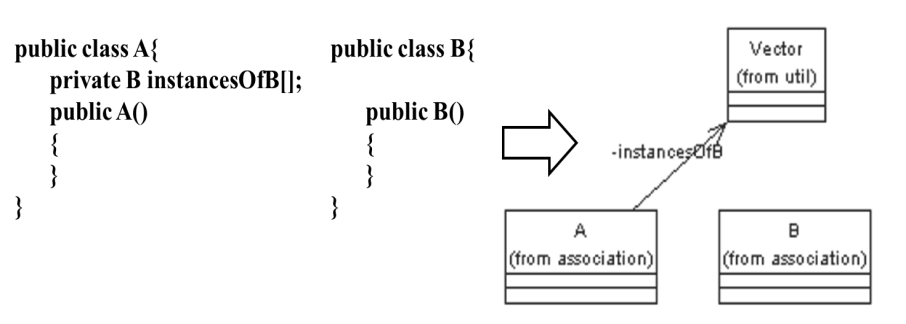 public class A{
private B instancesOfB[];
public A()
{
}
}
public class B{
public B()
{
}
}
Vector
(from util)
-instancesOfB
A
(from association)
B
(from association)